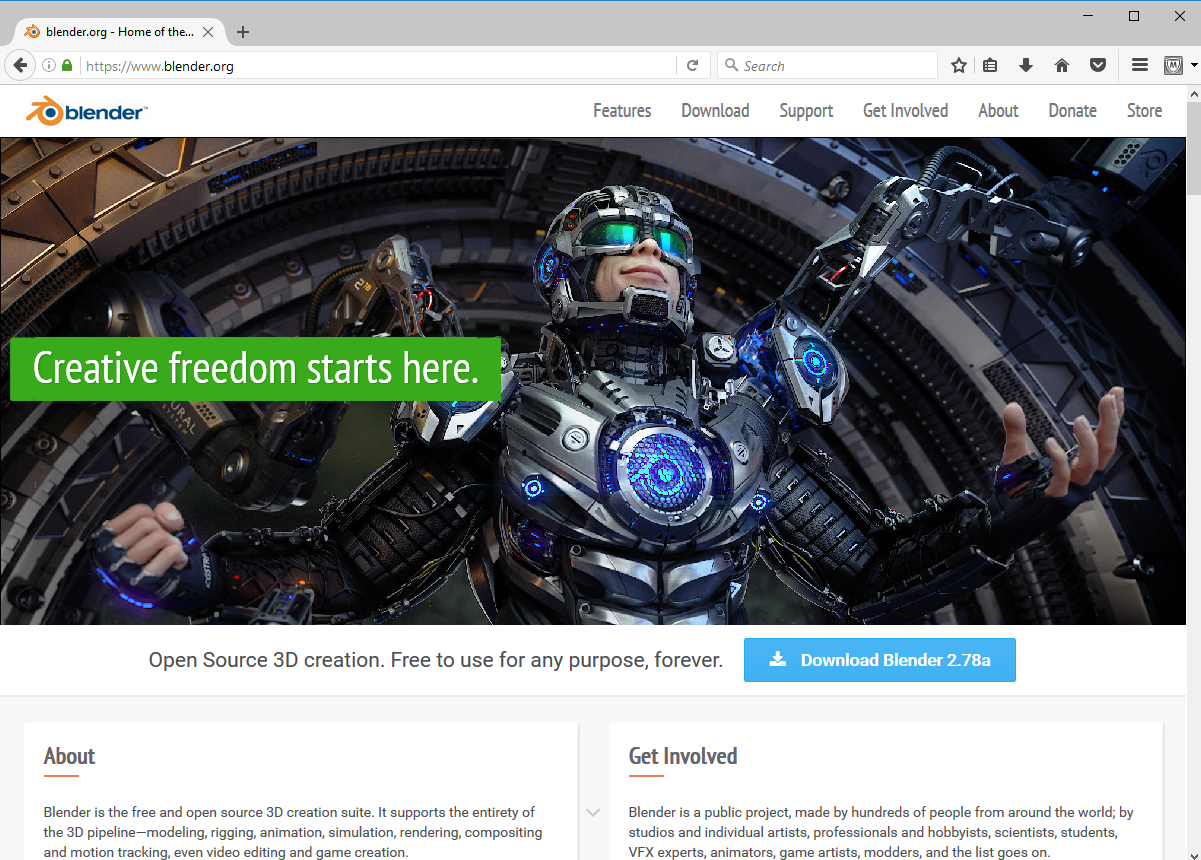 blender.org - Home of the...
https://www.blender.org
Search
blender™
Features Download Support Get Involved About Donate Store
2.78
Creative freedom starts here.
Open Source 3D creation. Free to use for any purpose, forever.
Download Blender 2.78a
About
Blender is the free and open source 3D creation suite. It supports the entirety of
the 3D pipeline—modeling, rigging, animation, simulation, rendering, compositing
and motion tracking, even video editing and game creation.
Get Involved
Blender is a public project, made by hundreds of people from around the world; by
studios and individual artists, professionals and hobbyists, scientists, students,
VFX experts, animators, game artists, modders, and the list goes on.